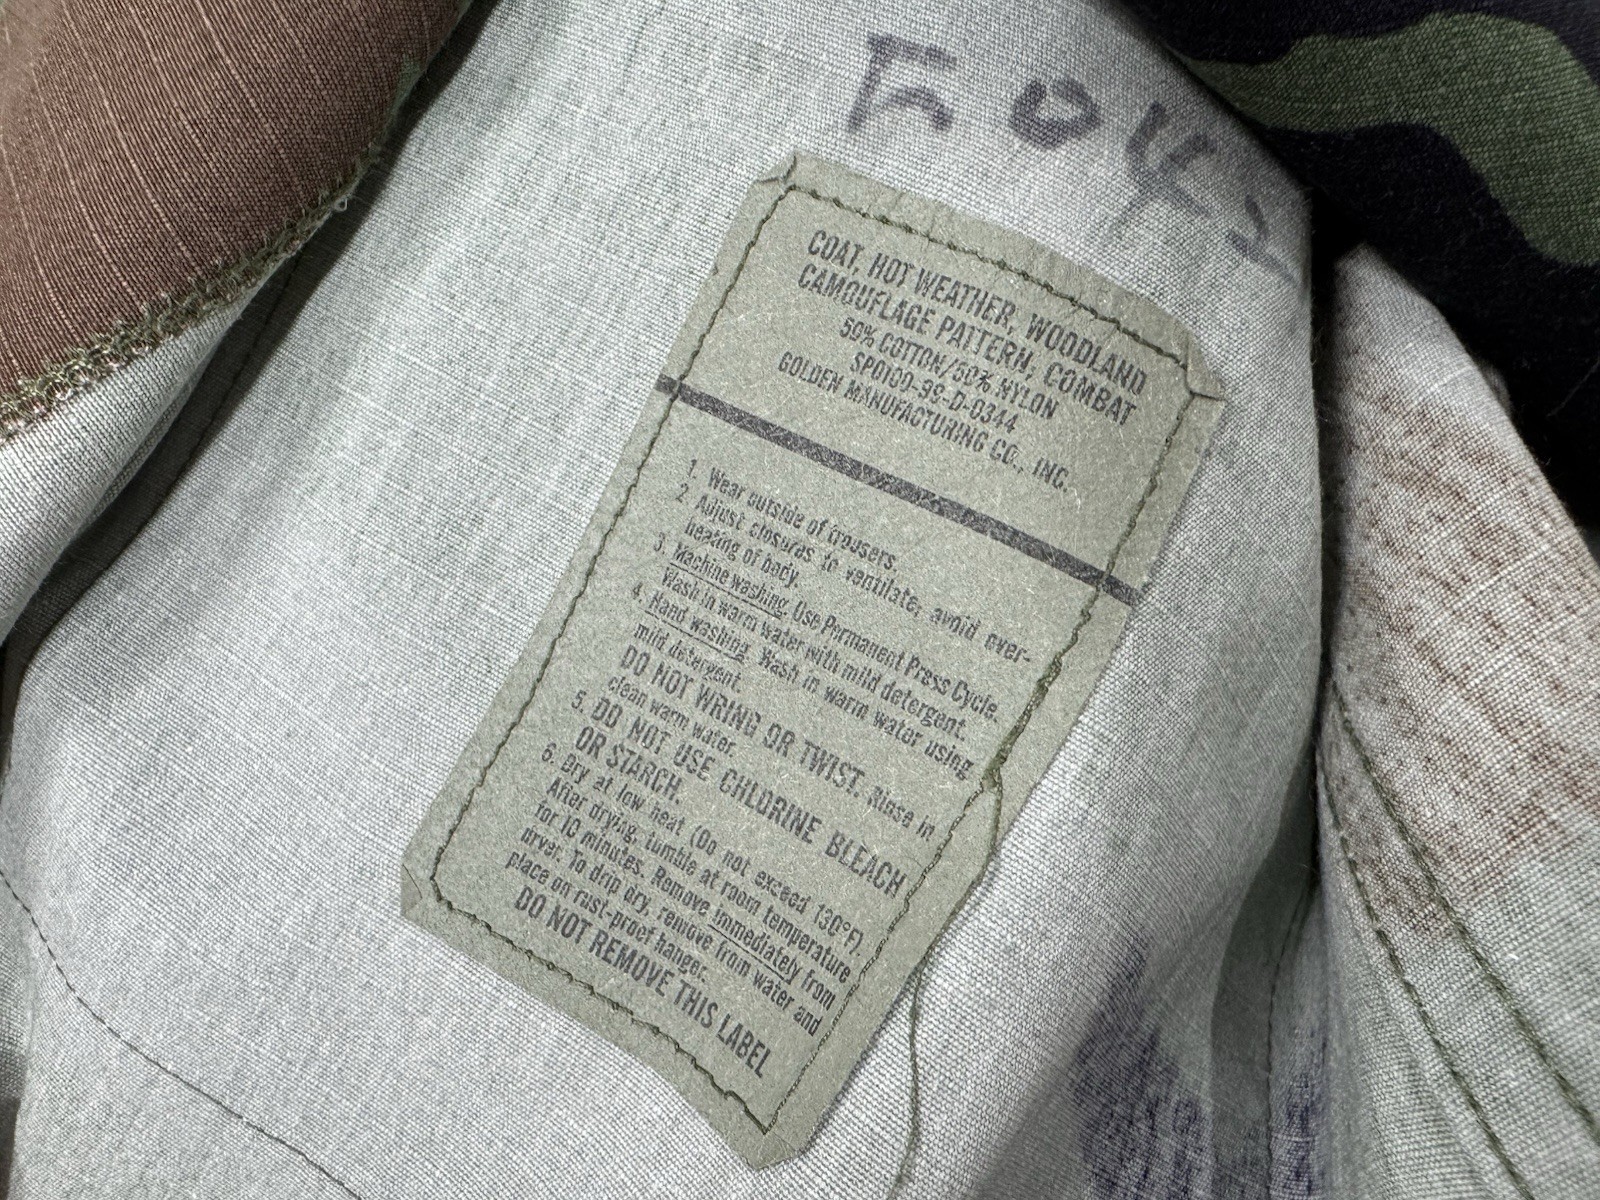 COAT, HOT WEATHER, WOODLAND
CAMOUFLAGE PATTERN, COMBAT
50% COTTON/50% NYLON
SPO100-99-D-0344
GOLDEN MANUFACTURING CO., INC.
1. Wear outside of trousers.
2. Adjust closures to ventilate, avoid over-
heating of body.
3. Machine washing: Use Permanent Press Cycle.
Wash in warm water with mild detergent.
4. Hand washing: Wash in warm water using
mild detergent.
DO NOT WRING OR TWIST. Rinse in
clean warm water.
5. DO NOT USE CHLORINE BLEACH
OR STARCH.
6. Dry at low heat (Do not exceed 130°F).
After drying, tumble at room temperature
for 10 minutes. Remove immediately from
dryer. To drip dry, remove from water and
place on rust-proof hanger.
DO NOT REMOVE THIS LABEL